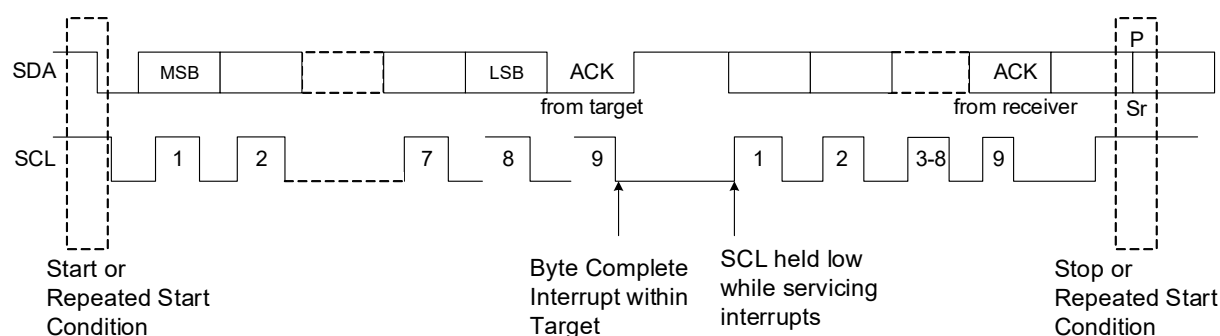 P
SDA MSB LSB ACK ACK
from target from receiver Sr
SCL 1 2 7 8 9 1 2 3-8 9
Start or
Repeated Start
Condition
Byte Complete
Interrupt within
Target
SCL held low
while servicing
interrupts
Stop or
Repeated Start
Condition